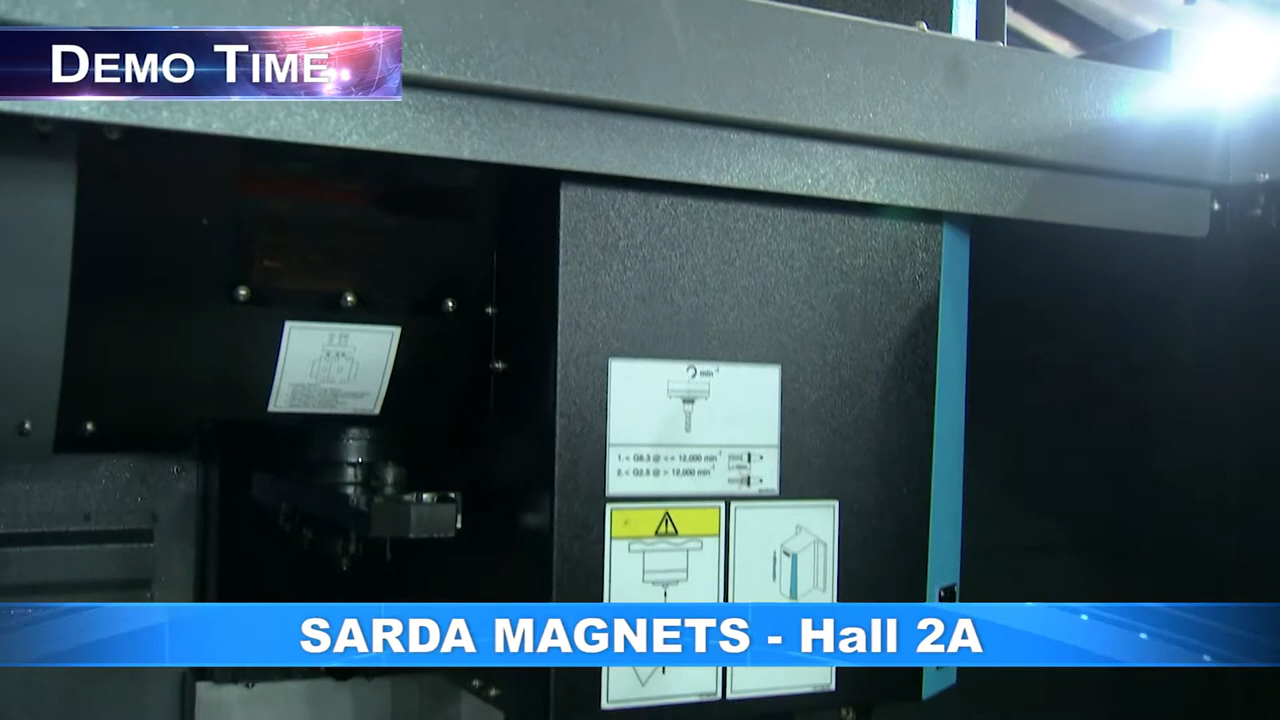 DEMO TIME
min⁻¹
1. < G6.3 @ <= 12,000 min⁻¹
2. < G2.5 @ > 12,000 min⁻¹
SARDA MAGNETS - Hall 2A